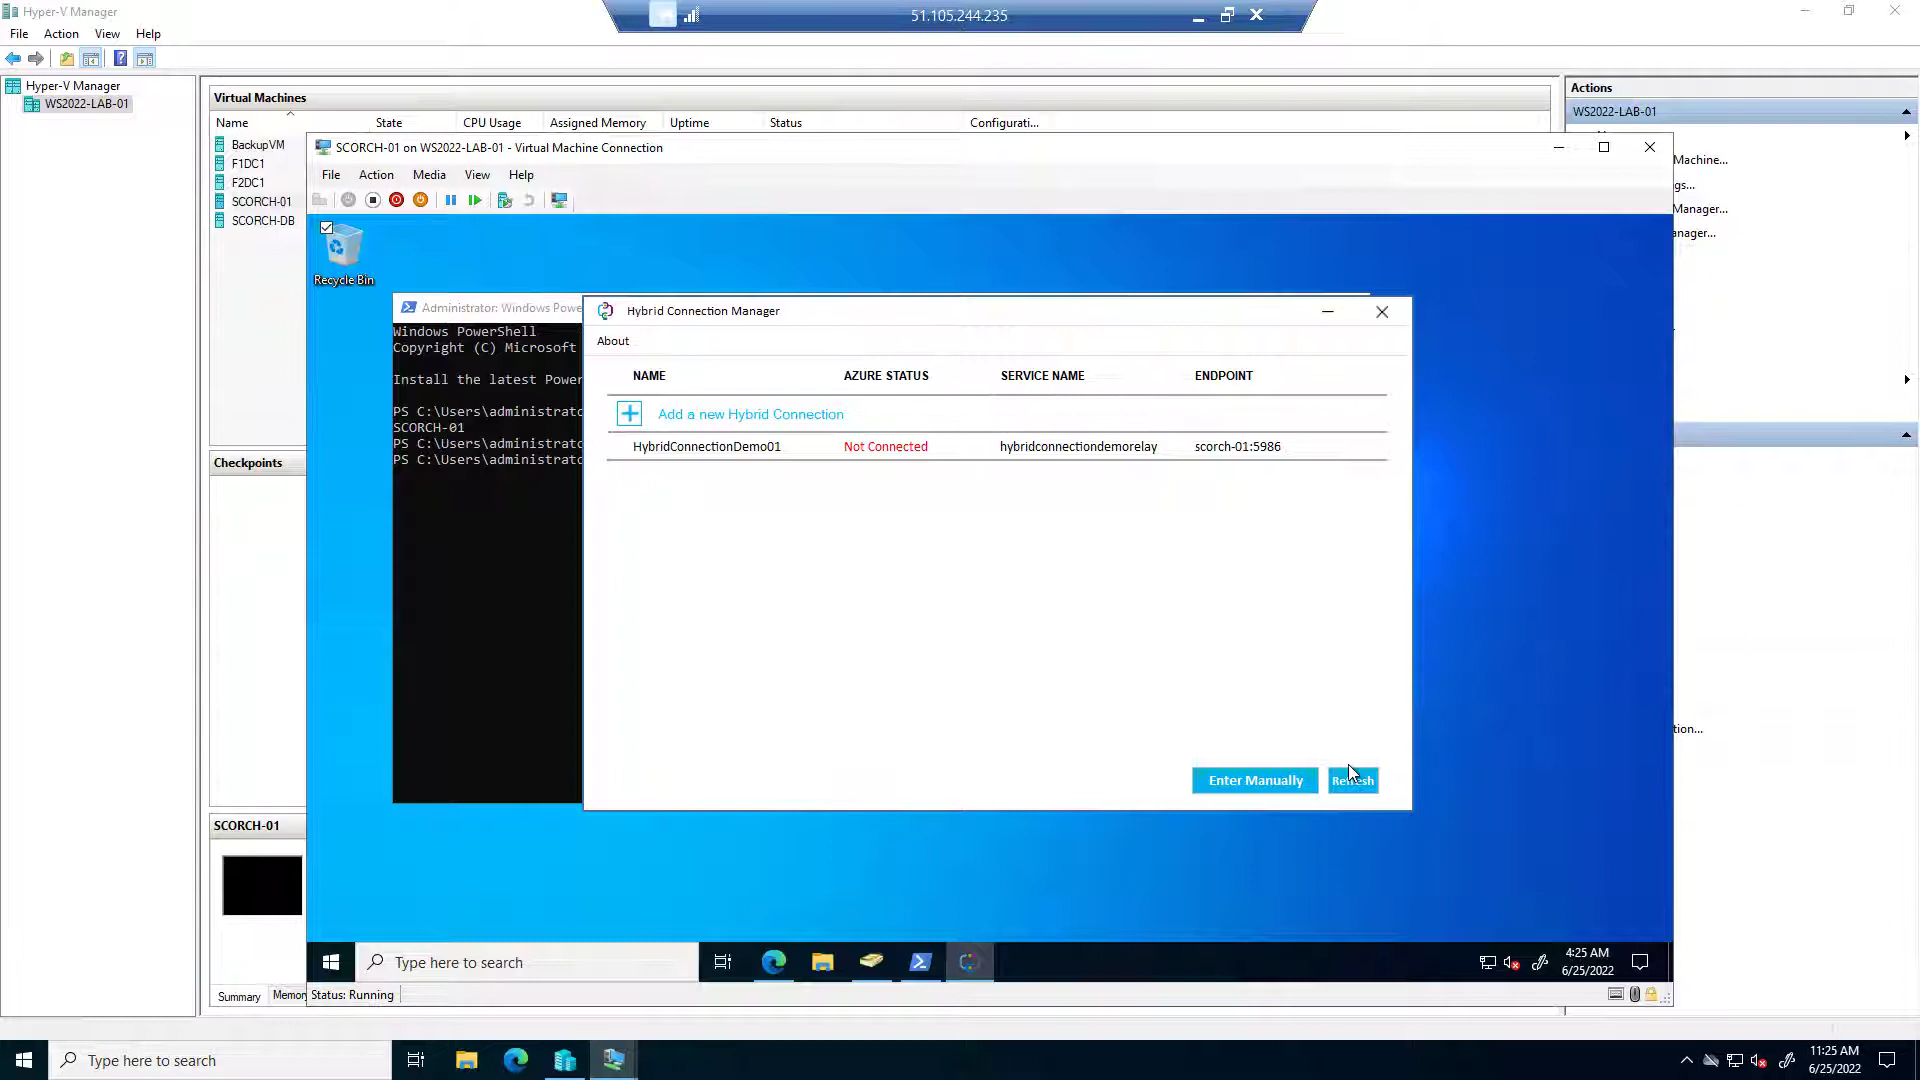 Hyper-V Manager
51.105.244.235
File Action View Help
Hyper-V Manager
WS2022-LAB-01
Virtual Machines
Name State CPU Usage Assigned Memory Uptime Status Configurati...
BackupVM
F1DC1
F2DC1
SCORCH-01
SCORCH-DB
Checkpoints
SCORCH-01
Summary Memory
Actions
WS2022-LAB-01
Machine...
gs...
Manager...
anager...
tion...
SCORCH-01 on WS2022-LAB-01 - Virtual Machine Connection
File Action Media View Help
Recycle Bin
Administrator: Windows Powe
Windows PowerShell
Copyright (C) Microsoft
Install the latest Power
PS C:\Users\administrato
SCORCH-01
PS C:\Users\administrato
PS C:\Users\administrato
Hybrid Connection Manager
About
NAME AZURE STATUS SERVICE NAME ENDPOINT
Add a new Hybrid Connection
HybridConnectionDemo01 Not Connected hybridconnectiondemorelay scorch-01:5986
Enter Manually Refresh
Type here to search
4:25 AM
6/25/2022
Status: Running
Type here to search
11:25 AM
6/25/2022